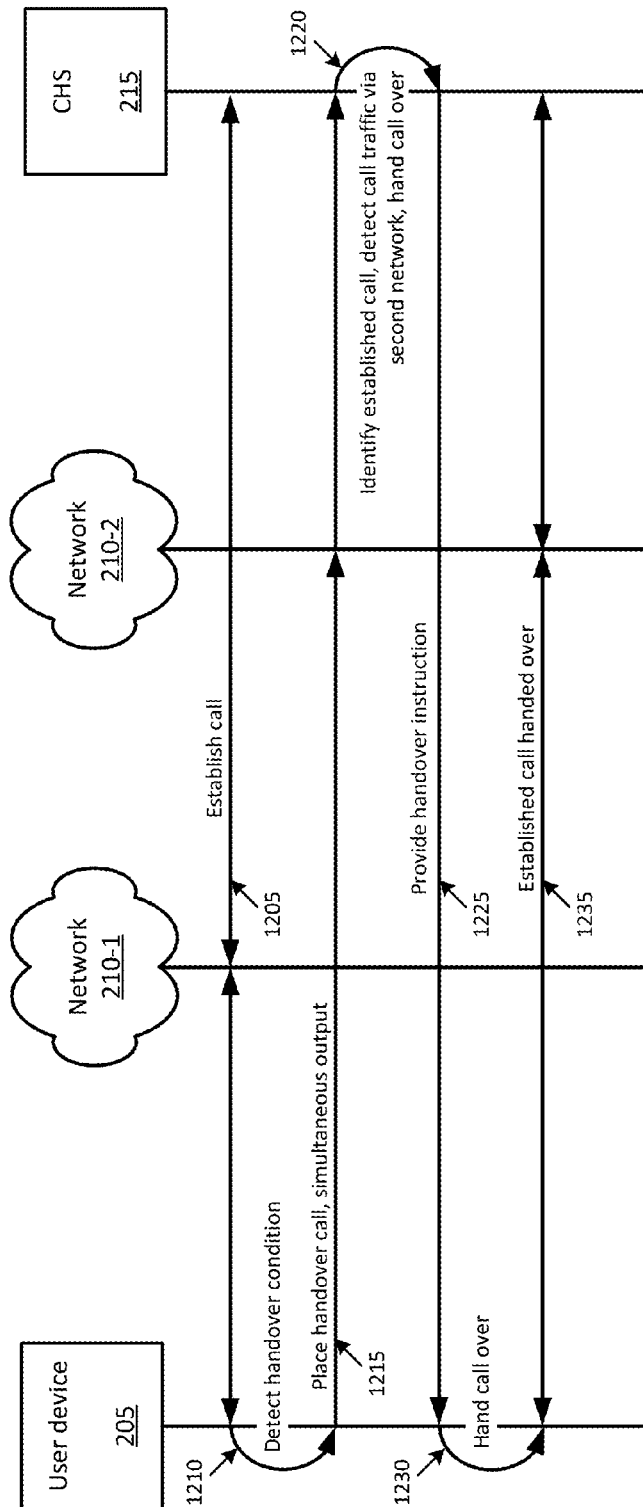 User device
205
Network
210-1
Network
210-2
CHS
215
Establish call
1205
Detect handover condition
1210
Place handover call, simultaneous output
1215
Identify established call, detect call traffic via
second network, hand call over
1220
Provide handover instruction
1225
Hand call over
1230
Established call handed over
1235